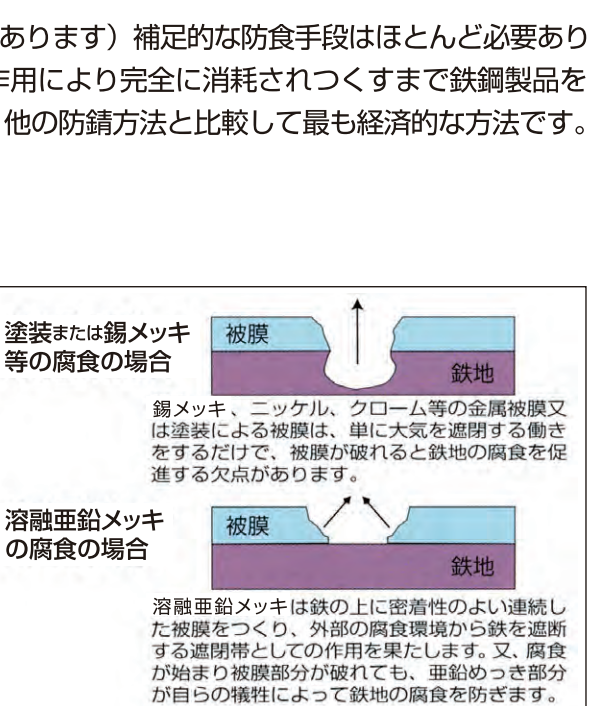 あります）補足的な防食手段はほとんど必要あり
作用により完全に消耗されつくすまで鉄鋼製品を
他の防錆方法と比較して最も経済的な方法です。
塗装または錫メッキ
等の腐食の場合
被膜
鉄地
錫メッキ、ニッケル、クローム等の金属被膜又
は塗装による被膜は、単に大気を遮閉する働き
をするだけで、被膜が破れると鉄地の腐食を促
進する欠点があります。
溶融亜鉛メッキ
の腐食の場合
被膜
鉄地
溶融亜鉛メッキは鉄の上に密着性のよい連続し
た被膜をつくり、外部の腐食環境から鉄を遮断
する遮閉帯としての作用を果たします。又、腐食
が始まり被膜部分が破れても、亜鉛めっき部分
が自らの犠牲によって鉄地の腐食を防ぎます。